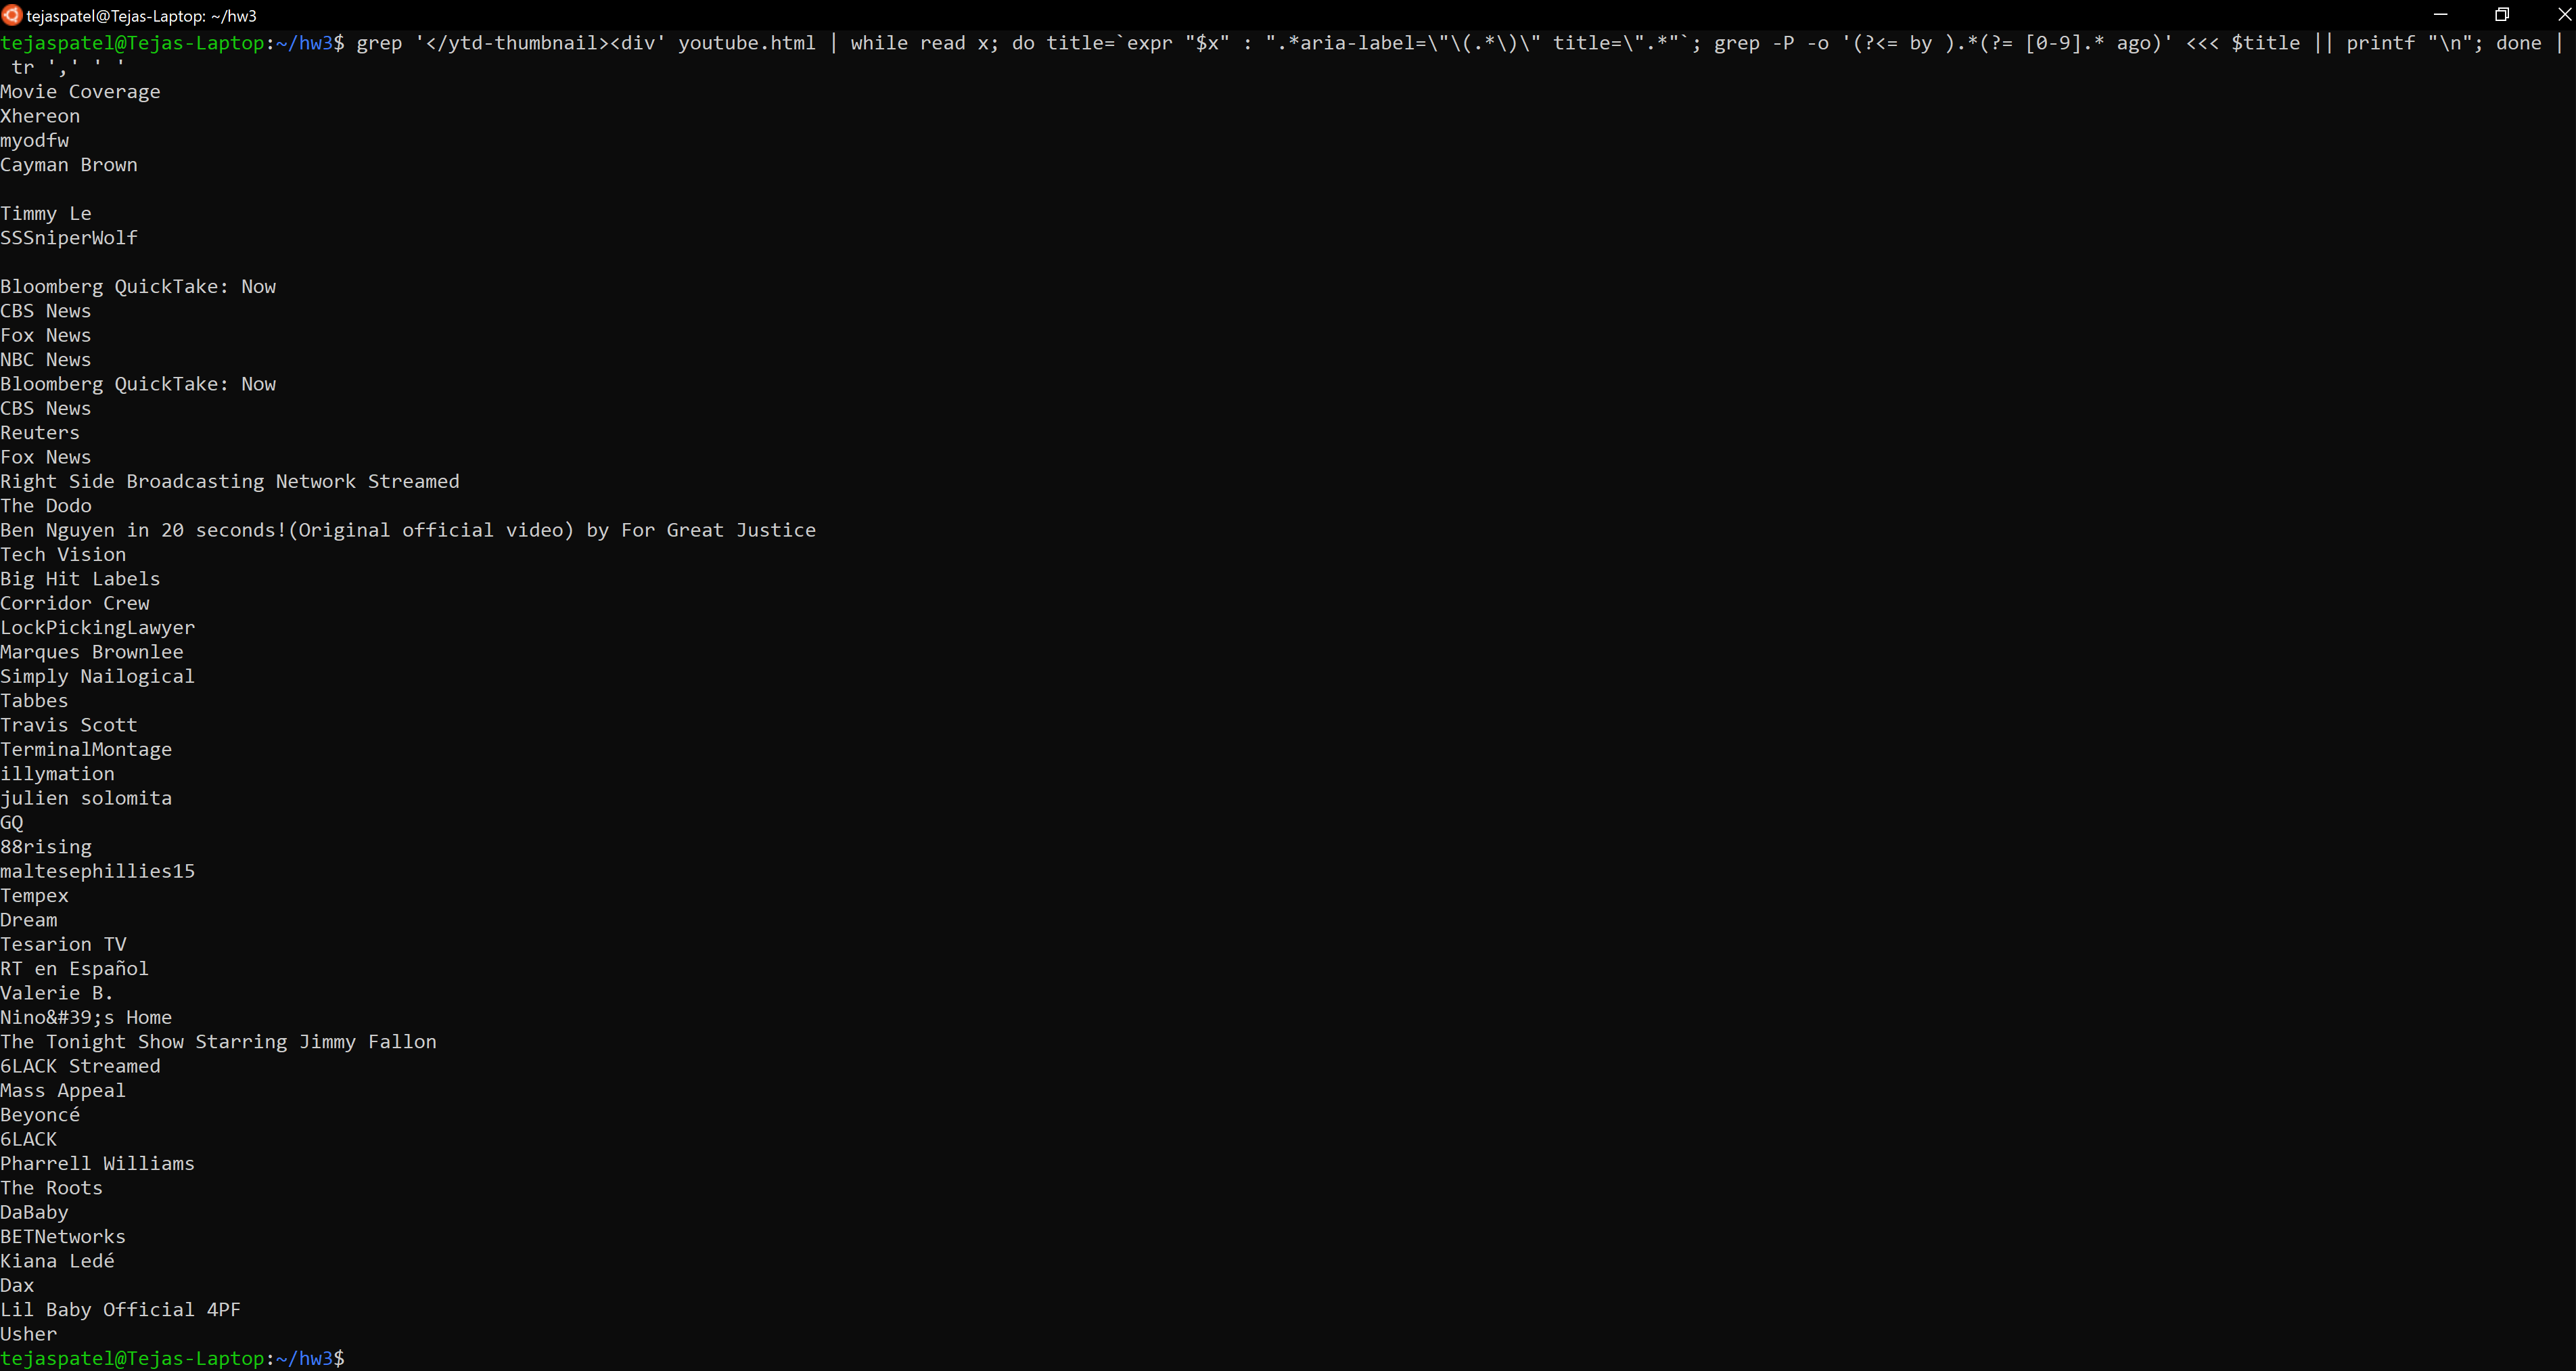 tejaspatel@Tejas-Laptop: ~/hw3
tejaspatel@Tejas-Laptop:~/hw3$ grep '</ytd-thumbnail><div' youtube.html | while read x; do title=`expr "$x" : ".*aria-label=\"\(.*\)\" title=\".*"`; grep -P -o '(?<= by ).*(?= [0-9].* ago)' <<< $title || printf "\n"; done |
 tr ',' ' '
Movie Coverage
Xhereon
myodfw
Cayman Brown

Timmy Le
SSSniperWolf

Bloomberg QuickTake: Now
CBS News
Fox News
NBC News
Bloomberg QuickTake: Now
CBS News
Reuters
Fox News
Right Side Broadcasting Network Streamed
The Dodo
Ben Nguyen in 20 seconds!(Original official video) by For Great Justice
Tech Vision
Big Hit Labels
Corridor Crew
LockPickingLawyer
Marques Brownlee
Simply Nailogical
Tabbes
Travis Scott
TerminalMontage
illymation
julien solomita
GQ
88rising
maltesephillies15
Tempex
Dream
Tesarion TV
RT en Español
Valerie B.
Nino&#39;s Home
The Tonight Show Starring Jimmy Fallon
6LACK Streamed
Mass Appeal
Beyoncé
6LACK
Pharrell Williams
The Roots
DaBaby
BETNetworks
Kiana Ledé
Dax
Lil Baby Official 4PF
Usher
tejaspatel@Tejas-Laptop:~/hw3$